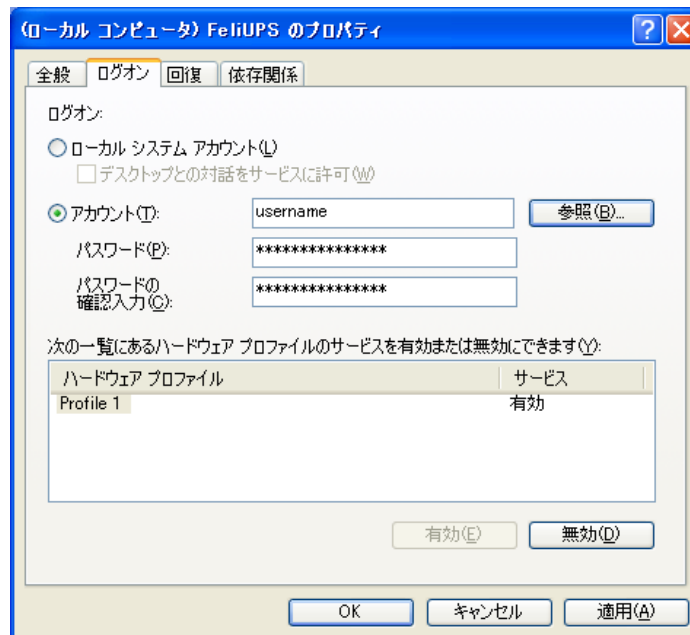 (ローカル コンピュータ) FeliUPS のプロパティ
全般 ログオン 回復 依存関係
ログオン:
ローカル システム アカウント(L)
デスクトップとの対話をサービスに許可(W)
アカウント(T): username 参照(B)...
パスワード(P): ***************
パスワードの
確認入力(C): ***************
次の一覧にあるハードウェア プロファイルのサービスを有効または無効にできます(Y):
ハードウェア プロファイル サービス
Profile 1 有効
有効(E) 無効(D)
OK キャンセル 適用(A)